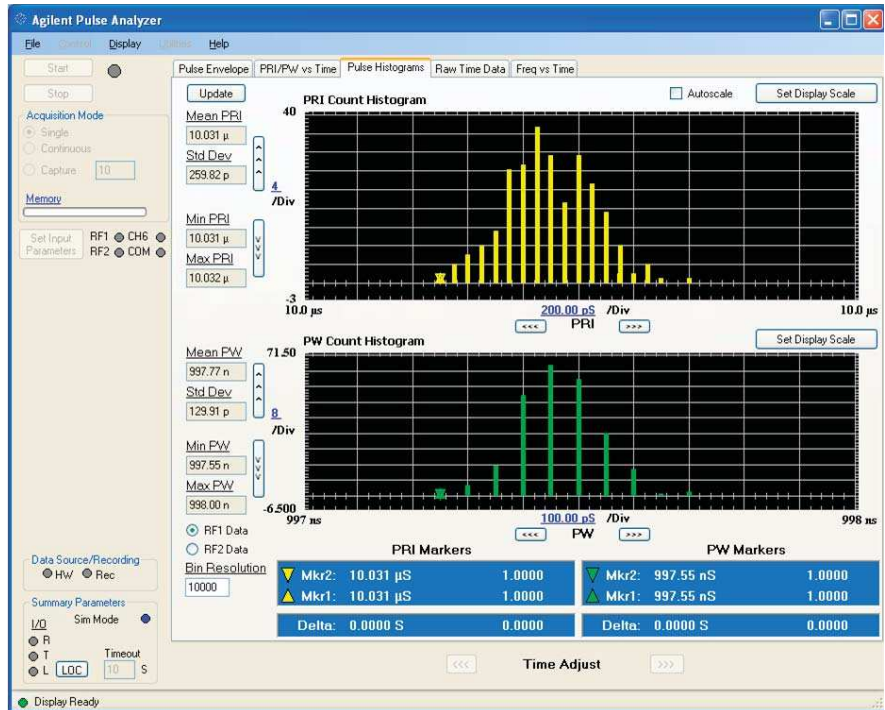 Agilent Pulse Analyzer
File Control Display Utilities Help
Start
Stop
Acquisition Mode
Single
Continuous
Capture 10
Memory
Set Input Parameters
RF1 CH6
RF2 COM
Pulse Envelope PRI/PW vs Time Pulse Histograms Raw Time Data Freq vs Time
Update
PRI Count Histogram
Autoscale
Set Display Scale
Mean PRI
10.031 µ
Std Dev
259.82 p
Min PRI
10.031 µ
Max PRI
10.032 µ
40
4
/Div
-3
10.0 µs
200.00 pS /Div
10.0 µs
<<< PRI >>>
PW Count Histogram
Set Display Scale
Mean PW
997.77 n
Std Dev
129.91 p
Min PW
997.55 n
Max PW
998.00 n
71.50
8
/Div
-6.500
997 ns
100.00 pS /Div
998 ns
<<< PW >>>
RF1 Data
RF2 Data
Bin Resolution
10000
PRI Markers
Mkr2: 10.031 µS 1.0000
Mkr1: 10.031 µS 1.0000
Delta: 0.0000 S 0.0000
PW Markers
Mkr2: 997.55 nS 1.0000
Mkr1: 997.55 nS 1.0000
Delta: 0.0000 S 0.0000
<<< Time Adjust >>>
Data Source/Recording
HW Rec
Summary Parameters
I/O Sim Mode
R
T Timeout
L LOC 10 S
Display Ready